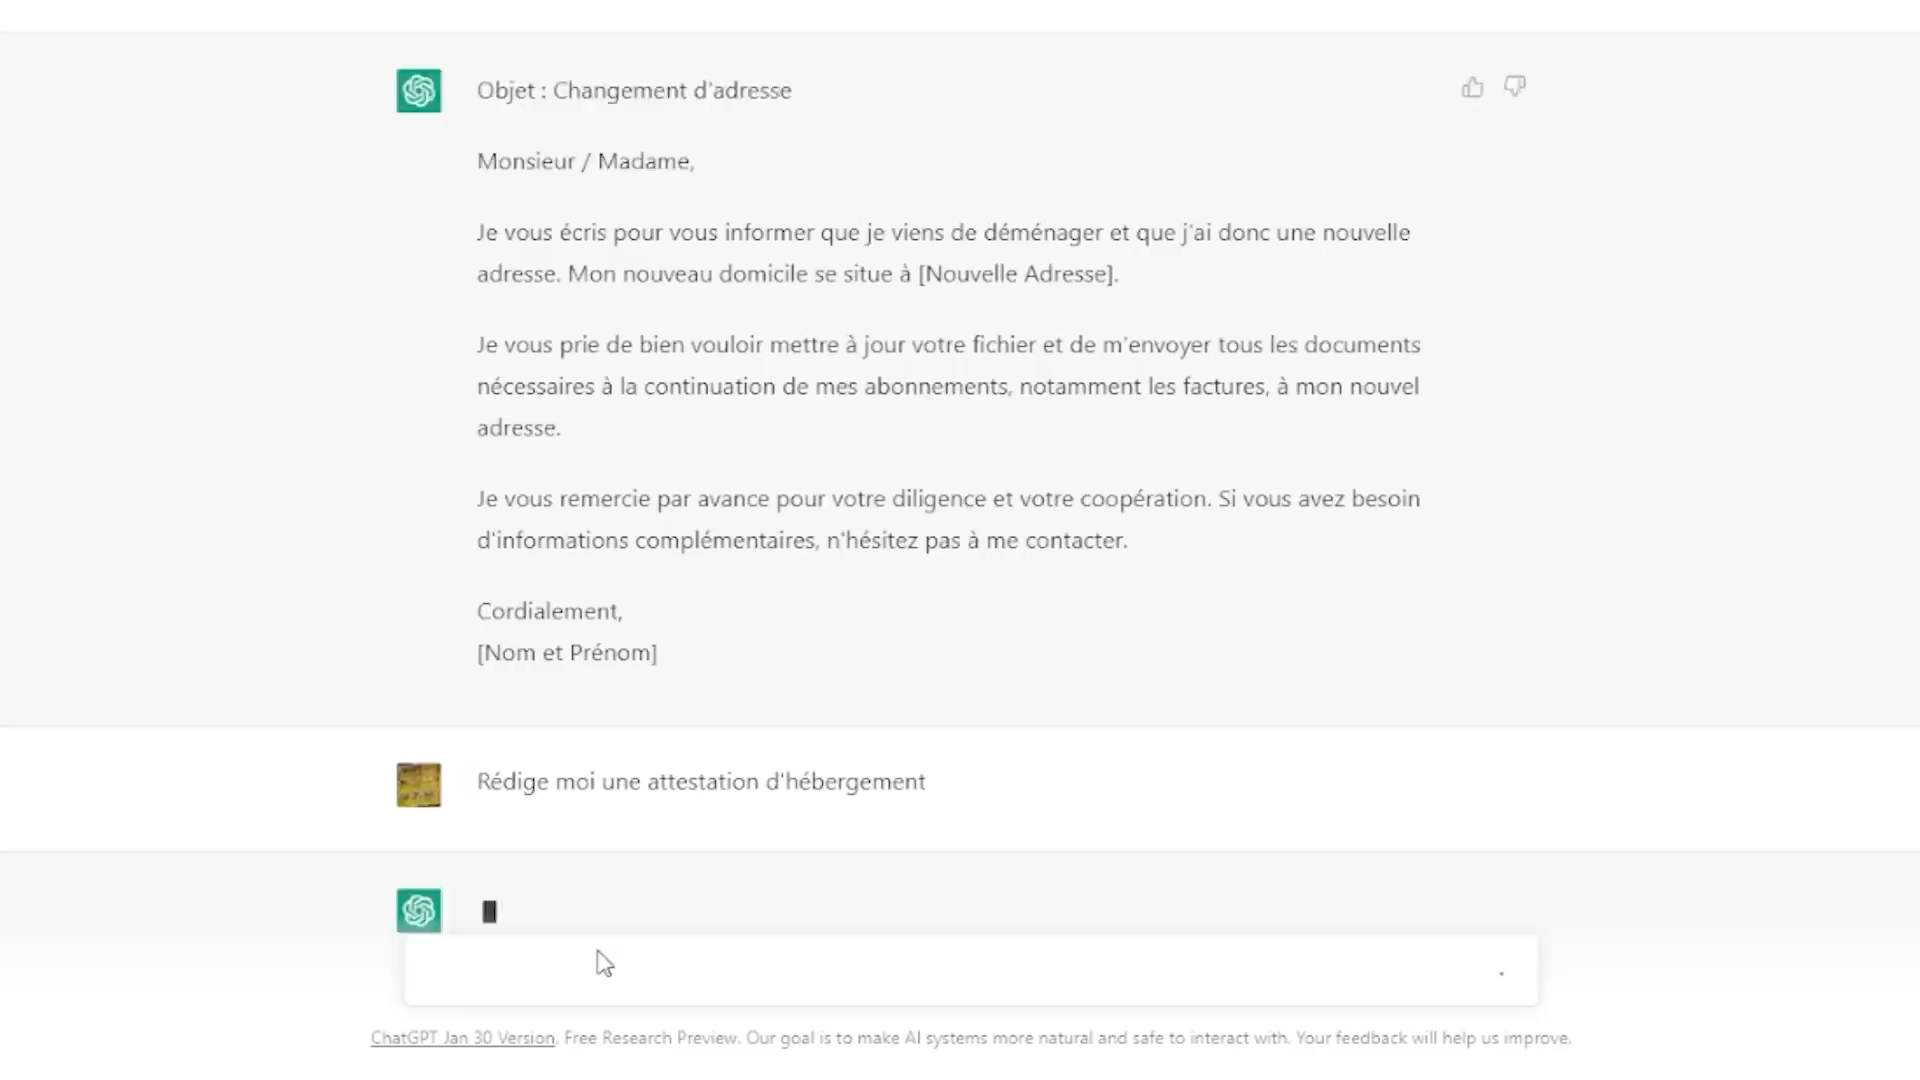 Objet : Changement d'adresse
Monsieur / Madame,
Je vous écris pour vous informer que je viens de déménager et que j'ai donc une nouvelle
adresse. Mon nouveau domicile se situe à [Nouvelle Adresse].
Je vous prie de bien vouloir mettre à jour votre fichier et de m'envoyer tous les documents
nécessaires à la continuation de mes abonnements, notamment les factures, à mon nouvel
adresse.
Je vous remercie par avance pour votre diligence et votre coopération. Si vous avez besoin
d'informations complémentaires, n'hésitez pas à me contacter.
Cordialement,
[Nom et Prénom]
Rédige moi une attestation d'hébergement
ChatGPT Jan 30 Version. Free Research Preview. Our goal is to make AI systems more natural and safe to interact with. Your feedback will help us improve.